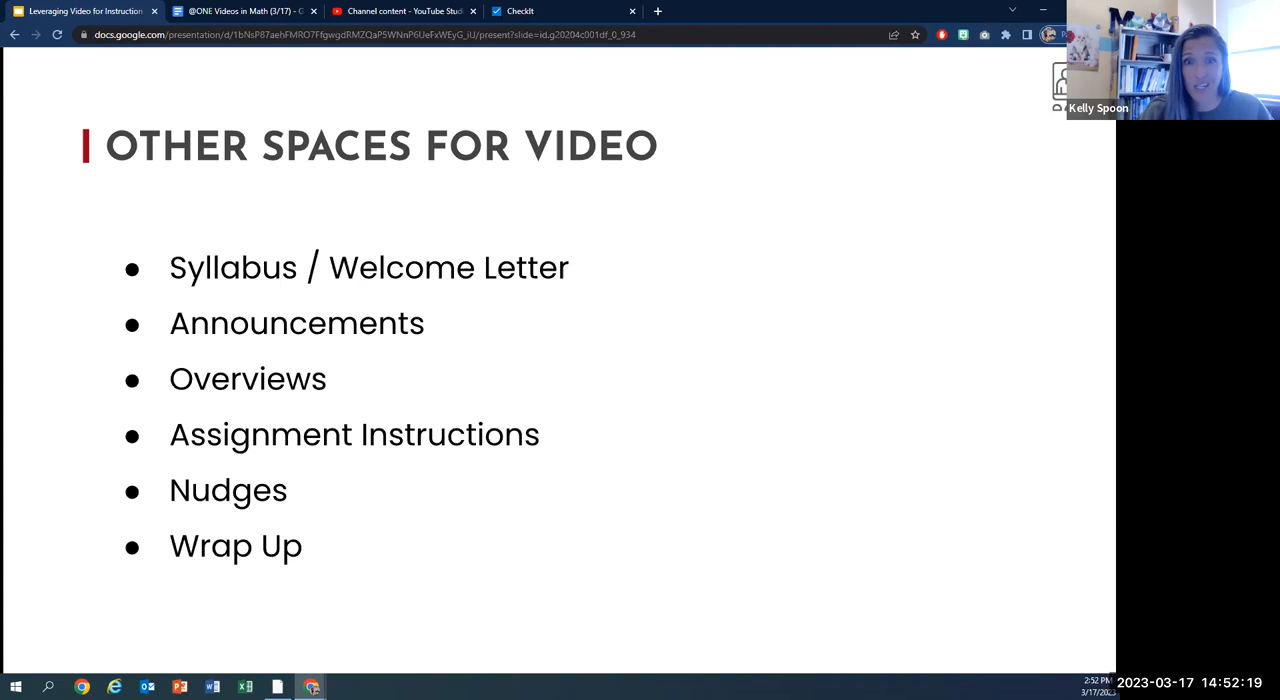 Leveraging Video for Instruction
@ONE Videos in Math (3/17) - G
Channel content - YouTube Stud
CheckIt
docs.google.com/presentation/d/1bNsP87aehFMRO7FfgwgdRMZQaP5WNnP6UeFxWEyG_iU/present?slide=id.g20204c001df_0_934
Kelly Spoon
OTHER SPACES FOR VIDEO
● Syllabus / Welcome Letter
● Announcements
● Overviews
● Assignment Instructions
● Nudges
● Wrap Up
2:52 PM
3/17/2023
2023-03-17 14:52:19